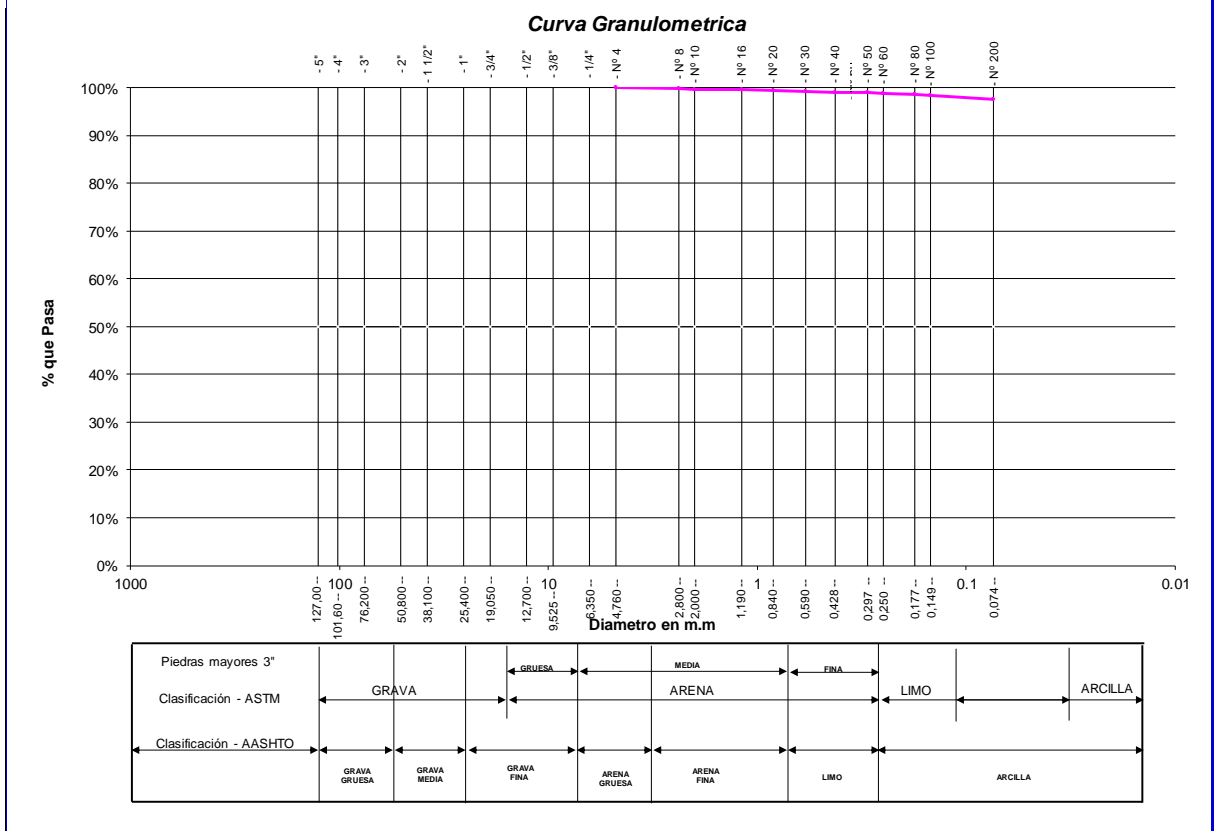 Curva Granulometrica
- 5"
- 4"
- 3"
- 2"
- 1 1/2"
- 1"
- 3/4"
- 1/2"
- 3/8"
- 1/4"
- Nº 4
- Nº 8
- Nº 10
- Nº 16
- Nº 20
- Nº 30
- Nº 40
- Nº 50
- Nº 60
- Nº 80
- Nº 100
- Nº 200
% que Pasa
100%
90%
80%
70%
60%
50%
40%
30%
20%
10%
0%
1000 100 10 1 0.1 0.01
127,00 --
101,60 --
76,200 --
50,800 --
38,100 --
25,400 --
19,050 --
12,700 --
9,525 --
6,350 --
4,760 --
2,800 --
2,000 --
1,190 --
0,840 --
0,590 --
0,428 --
0,297 --
0,250 --
0,177 --
0,149 --
0,074 --
Diametro en m.m
Piedras mayores 3"
GRUESA MEDIA FINA
Clasificación - ASTM GRAVA ARENA LIMO ARCILLA
Clasificación - AASHTO
GRAVA GRUESA
GRAVA MEDIA
GRAVA FINA
ARENA GRUESA
ARENA FINA
LIMO
ARCILLA